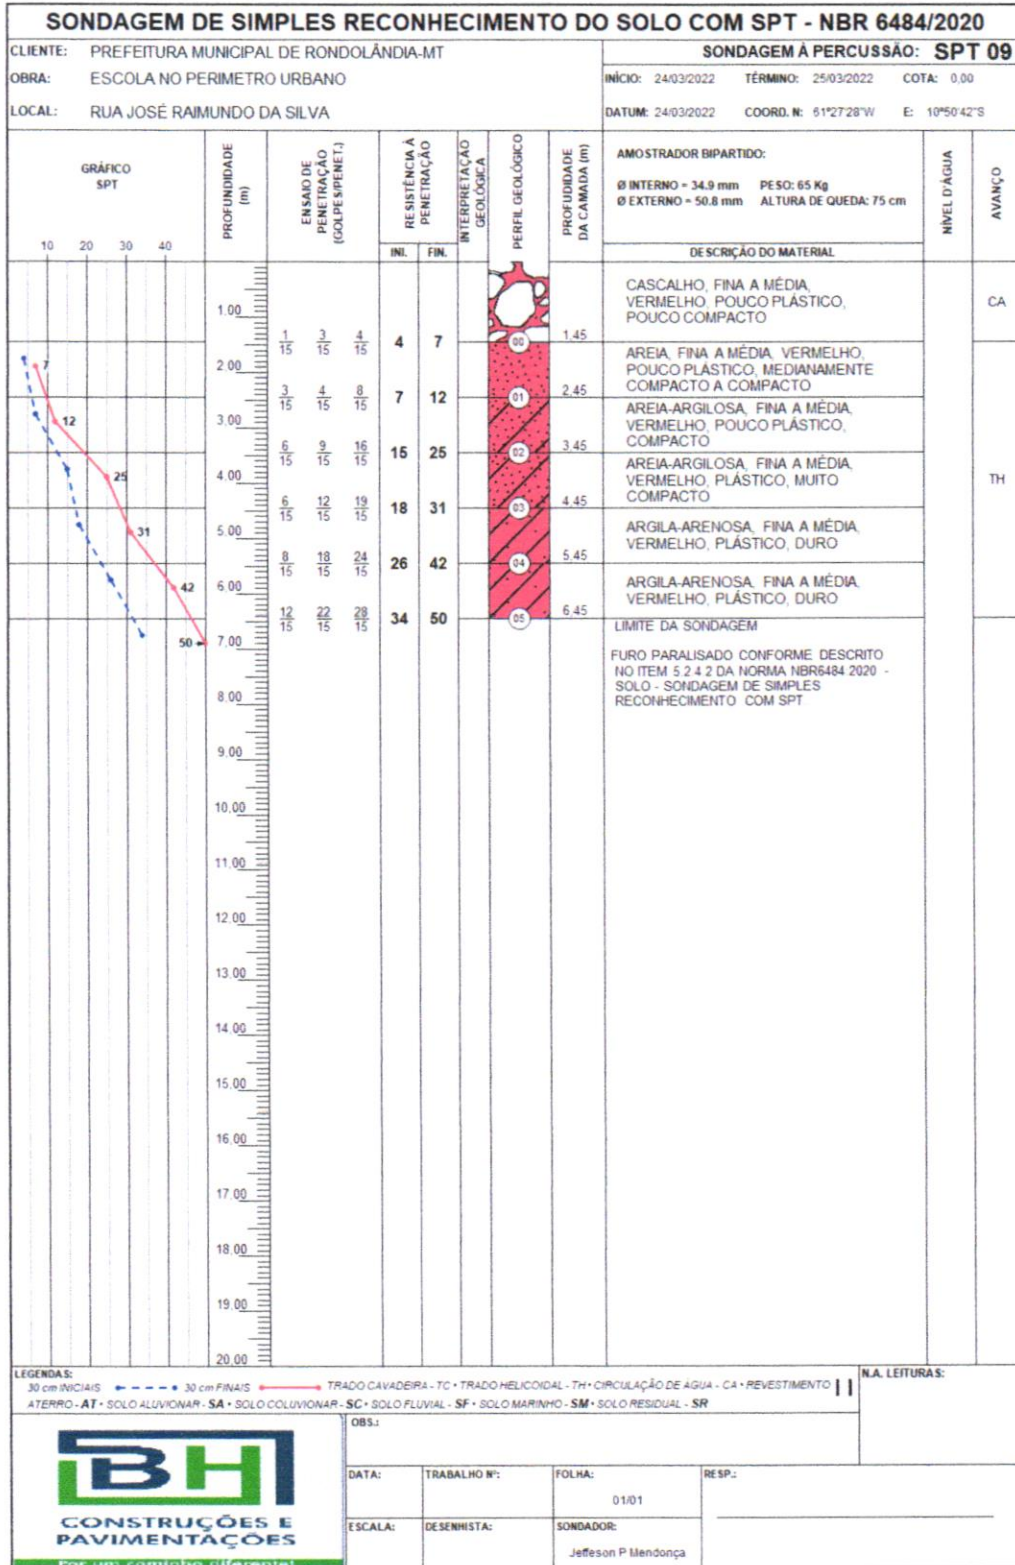 SONDAGEM DE SIMPLES RECONHECIMENTO DO SOLO COM SPT - NBR 6484/2020
CLIENTE: PREFEITURA MUNICIPAL DE RONDOLÂNDIA-MT
SONDAGEM À PERCUSSÃO: SPT 09
OBRA: ESCOLA NO PERIMETRO URBANO
INÍCIO: 24/03/2022 TÉRMINO: 25/03/2022 COTA: 0,00
LOCAL: RUA JOSÉ RAIMUNDO DA SILVA
DATUM: 24/03/2022 COORD. N: 61°27'28"W E: 10°50'42"S
GRÁFICO
SPT
10 20 30 40
PROFUNDIDADE
(m)
ENSAIO DE
PENETRAÇÃO
(GOLPES/PENET.)
RESISTÊNCIA À
PENETRAÇÃO
INI. FIN.
INTERPRETAÇÃO
GEOLÓGICA
PERFIL GEOLÓGICO
PROFUDIDADE
DA CAMADA (m)
AMOSTRADOR BIPARTIDO:
Ø INTERNO = 34.9 mm PESO: 65 Kg
Ø EXTERNO = 50.8 mm ALTURA DE QUEDA: 75 cm
DESCRIÇÃO DO MATERIAL
NÍVEL D'ÁGUA
AVANÇO
CASCALHO, FINA A MÉDIA,
VERMELHO, POUCO PLÁSTICO,
POUCO COMPACTO
CA
1,00
1/15 3/15 4/15 4 7 00 1,45
AREIA, FINA A MÉDIA, VERMELHO,
POUCO PLÁSTICO, MEDIANAMENTE
COMPACTO A COMPACTO
7
2,00
3/15 4/15 8/15 7 12 01 2,45
AREIA-ARGILOSA, FINA A MÉDIA,
VERMELHO, POUCO PLÁSTICO,
COMPACTO
12
3,00
6/15 9/15 16/15 15 25 02 3,45
AREIA-ARGILOSA, FINA A MÉDIA,
VERMELHO, PLÁSTICO, MUITO
COMPACTO
TH
25
4,00
6/15 12/15 19/15 18 31 03 4,45
ARGILA-ARENOSA, FINA A MÉDIA,
VERMELHO, PLÁSTICO, DURO
31
5,00
8/15 18/15 24/15 26 42 04 5,45
ARGILA-ARENOSA, FINA A MÉDIA,
VERMELHO, PLÁSTICO, DURO
42
6,00
12/15 22/15 28/15 34 50 05 6,45
LIMITE DA SONDAGEM
50
7,00
FURO PARALISADO CONFORME DESCRITO
NO ITEM 5.2.4.2 DA NORMA NBR6484 2020 -
SOLO - SONDAGEM DE SIMPLES
RECONHECIMENTO COM SPT
8,00
9,00
10,00
11,00
12,00
13,00
14,00
15,00
16,00
17,00
18,00
19,00
20,00
LEGENDAS:
30 cm INICIAIS 30 cm FINAIS TRADO CAVADEIRA - TC • TRADO HELICOIDAL - TH • CIRCULAÇÃO DE ÁGUA - CA • REVESTIMENTO
ATERRO - AT • SOLO ALUVIONAR - SA • SOLO COLUVIONAR - SC • SOLO FLUVIAL - SF • SOLO MARINHO - SM • SOLO RESIDUAL - SR
N.A. LEITURAS:
BH
CONSTRUÇÕES E
PAVIMENTAÇÕES
Por um caminho diferente!
OBS.:
DATA: TRABALHO Nº: FOLHA: RESP.:
01/01
ESCALA: DESENHISTA: SONDADOR:
Jeffeson P Mendonça